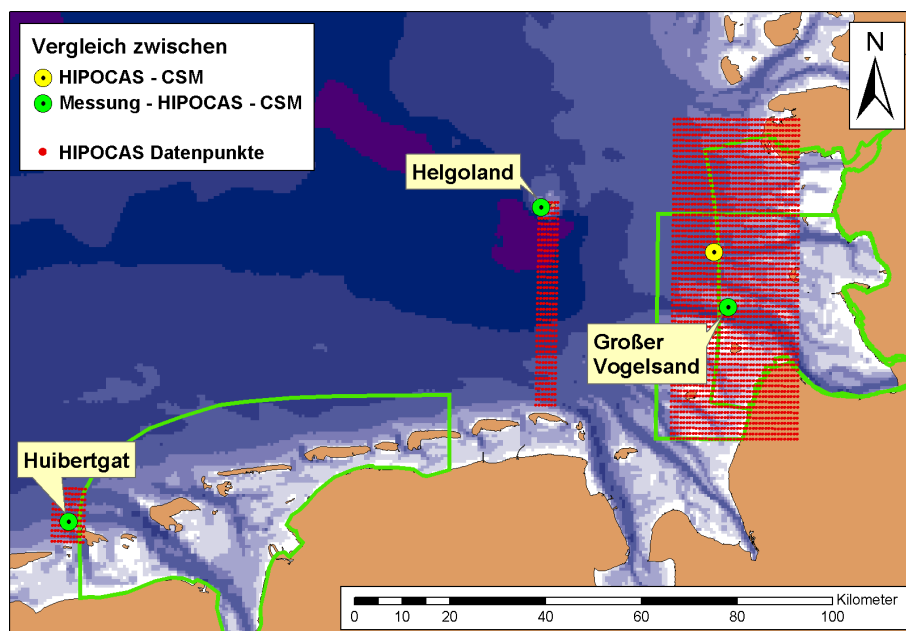 Vergleich zwischen
HIPOCAS - CSM
Messung - HIPOCAS - CSM
HIPOCAS Datenpunkte
N
Helgoland
Großer
Vogelsand
Huibertgat
Kilometer
0 10 20 40 60 80 100